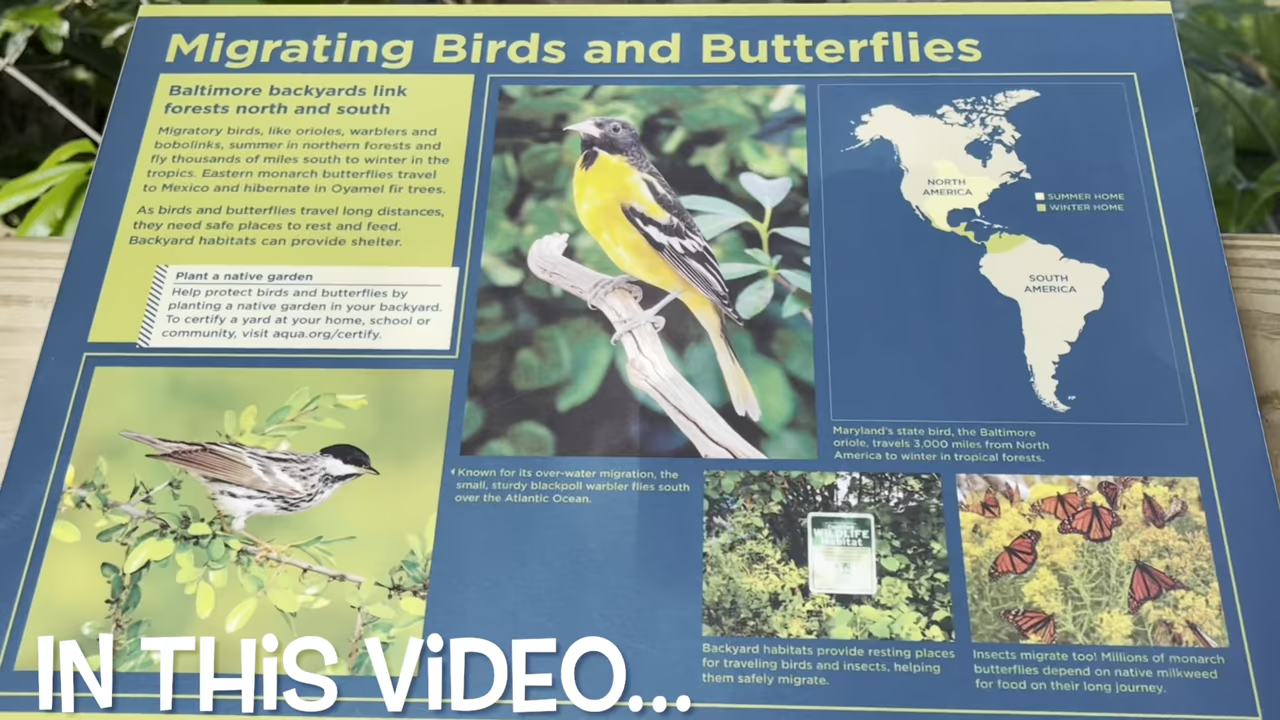 Migrating Birds and Butterflies
Baltimore backyards link
forests north and south
Migratory birds, like orioles, warblers and
bobolinks, summer in northern forests and
fly thousands of miles south to winter in the
tropics. Eastern monarch butterflies travel
to Mexico and hibernate in Oyamel fir trees.
As birds and butterflies travel long distances,
they need safe places to rest and feed.
Backyard habitats can provide shelter.
Plant a native garden
Help protect birds and butterflies by
planting a native garden in your backyard.
To certify a yard at your home, school or
community, visit aqua.org/certify.
NORTH
AMERICA
SUMMER HOME
WINTER HOME
SOUTH
AMERICA
Maryland's state bird, the Baltimore
oriole, travels 3,000 miles from North
America to winter in tropical forests.
Known for its over-water migration, the
small, sturdy blackpoll warbler flies south
over the Atlantic Ocean.
WILDLIFE
Habitat
Backyard habitats provide resting places
for traveling birds and insects, helping
them safely migrate.
Insects migrate too! Millions of monarch
butterflies depend on native milkweed
for food on their long journey.
IN THiS ViDEO...